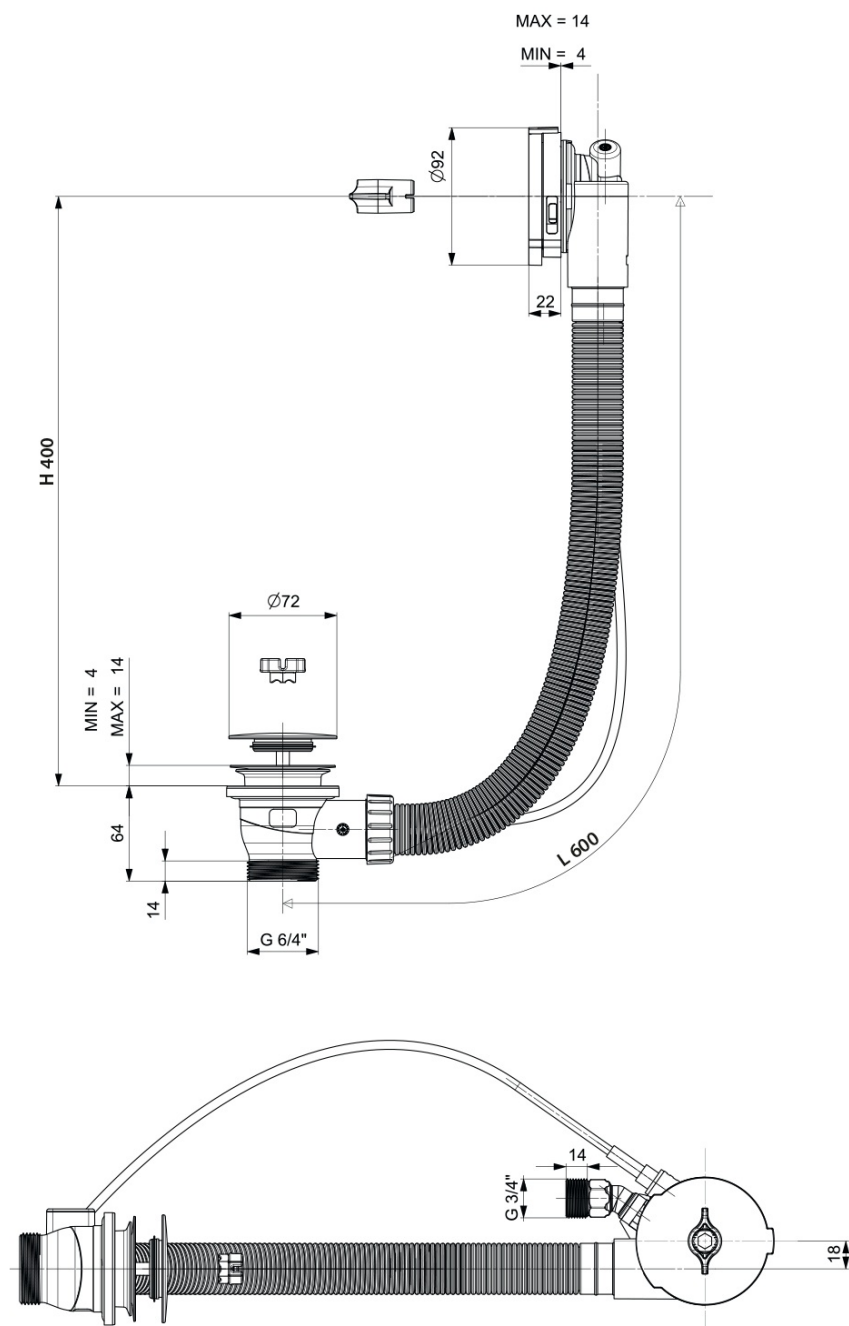 MAX = 14
MIN = 4
Ø92
22
H 400
Ø72
MIN = 4
MAX = 14
64
14
L 600
G 6/4"
14
G 3/4"
18